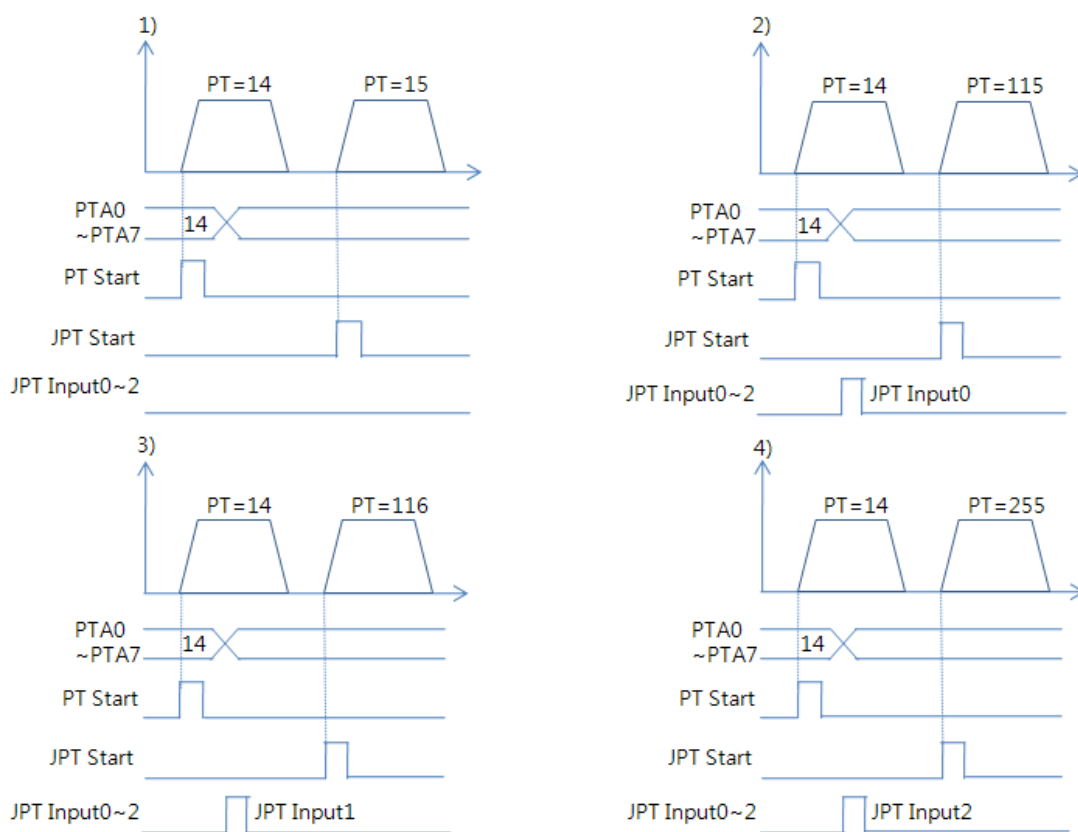 1)
PT=14 PT=15
PTA0
~PTA7
14
PT Start
JPT Start
JPT Input0~2
2)
PT=14 PT=115
PTA0
~PTA7
14
PT Start
JPT Start
JPT Input0~2 JPT Input0
3)
PT=14 PT=116
PTA0
~PTA7
14
PT Start
JPT Start
JPT Input0~2 JPT Input1
4)
PT=14 PT=255
PTA0
~PTA7
14
PT Start
JPT Start
JPT Input0~2 JPT Input2